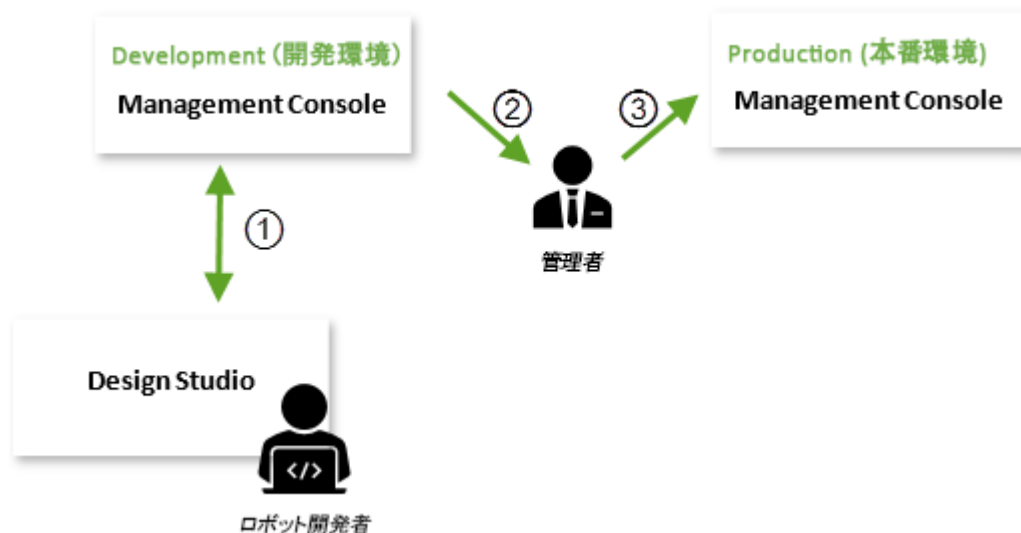 Development（開発環境）
Management Console
Production (本番環境)
Management Console
②
③
管理者
①
Design Studio
</>
ロボット開発者